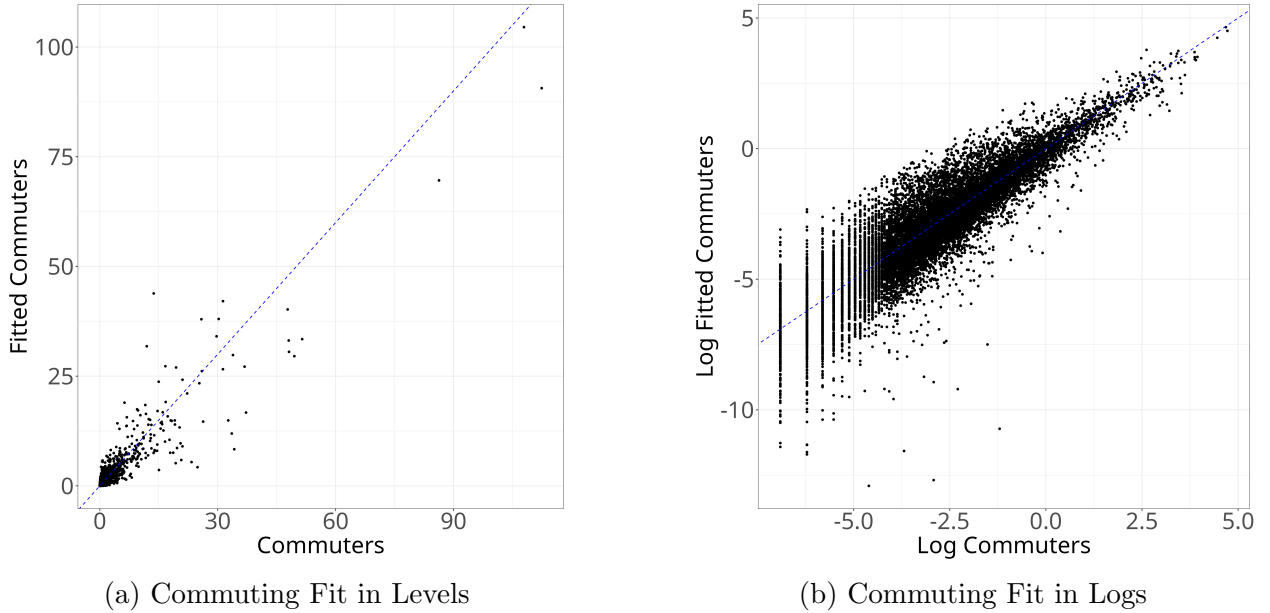 100
75
50
25
0
Fitted Commuters
0 30 60 90
Commuters
(a) Commuting Fit in Levels
5
0
-5
-10
Log Fitted Commuters
-5.0 -2.5 0.0 2.5 5.0
Log Commuters
(b) Commuting Fit in Logs